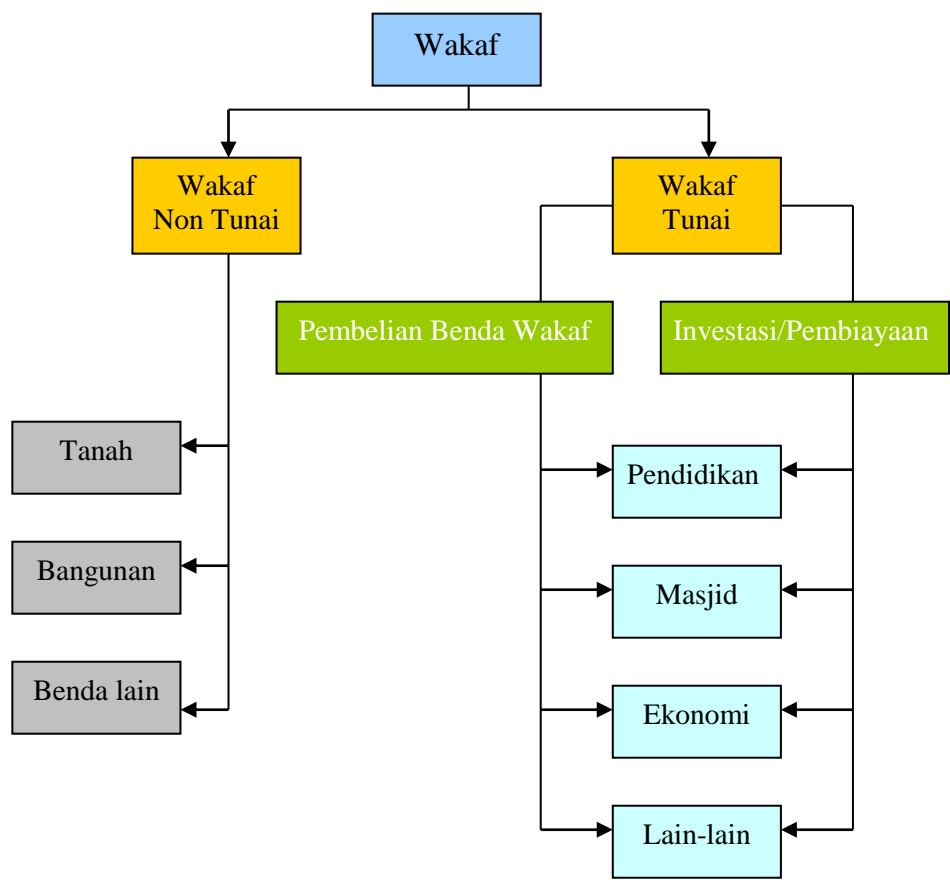 Wakaf
Wakaf
Non Tunai
Wakaf
Tunai
Pembelian Benda Wakaf
Investasi/Pembiayaan
Tanah
Bangunan
Benda lain
Pendidikan
Masjid
Ekonomi
Lain-lain